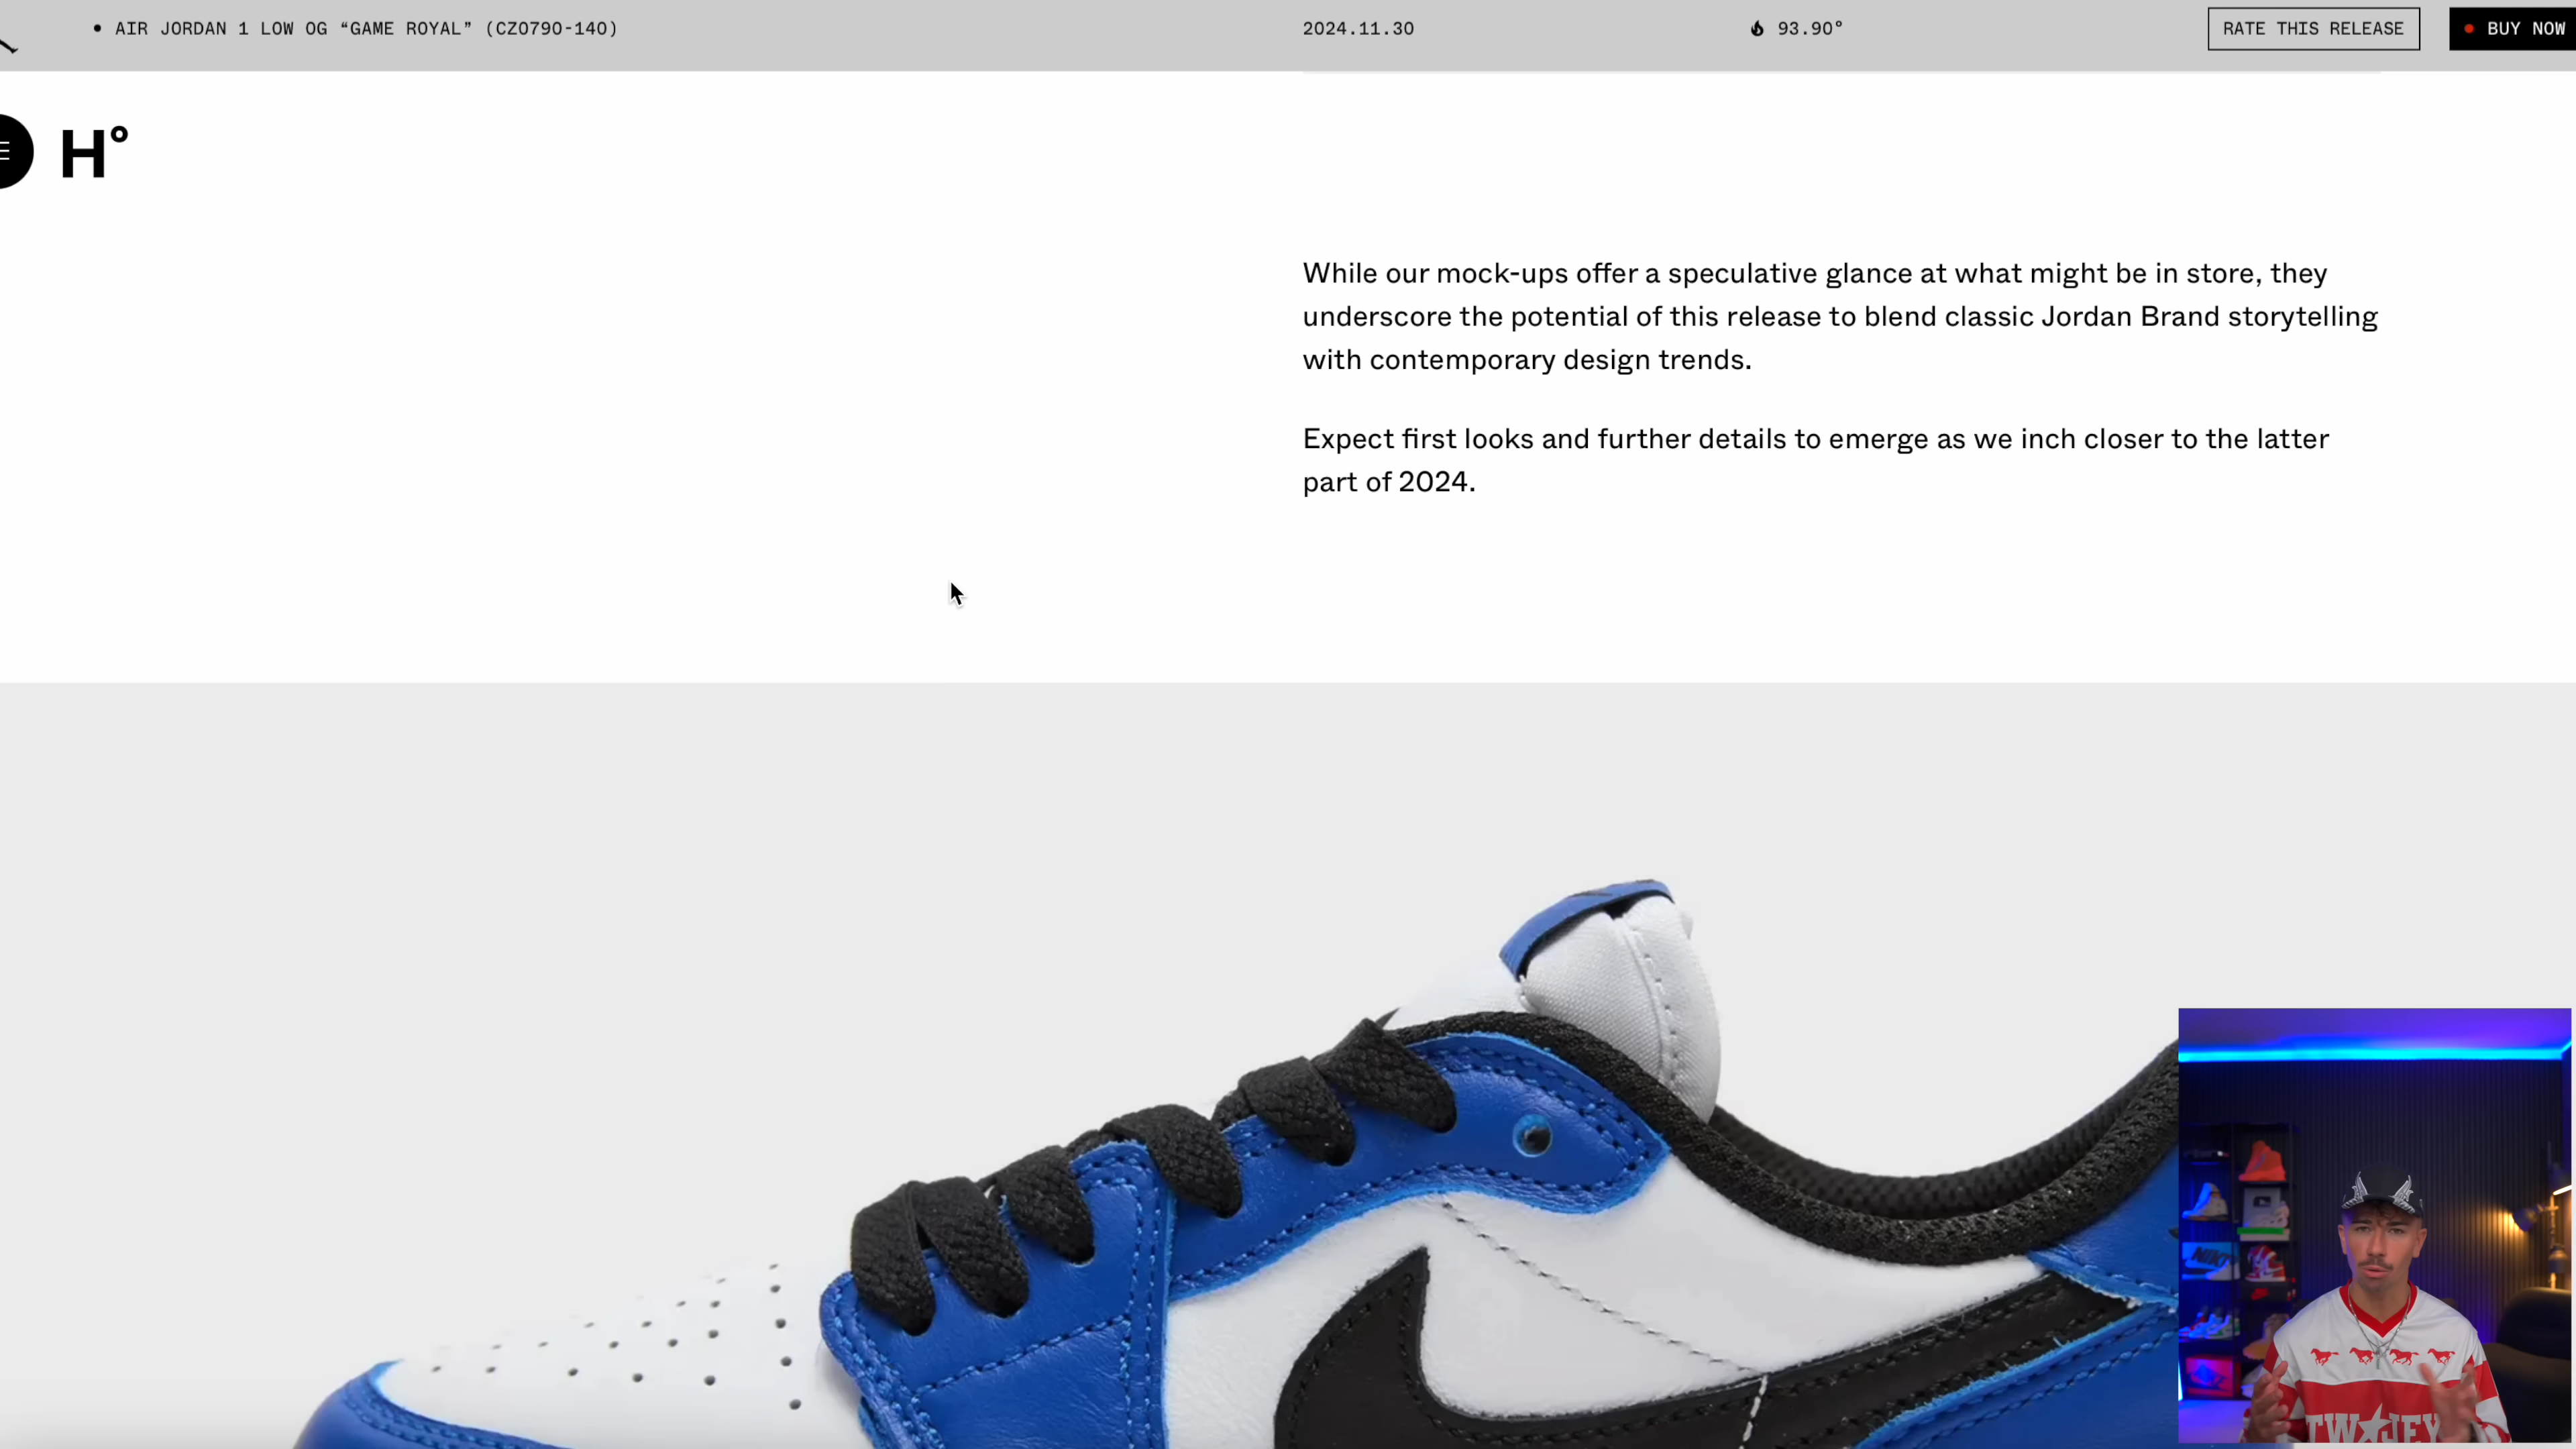 • AIR JORDAN 1 LOW OG “GAME ROYAL” (CZ0790-140)
2024.11.30
93.90°
RATE THIS RELEASE
• BUY NOW
H°
While our mock-ups offer a speculative glance at what might be in store, they
underscore the potential of this release to blend classic Jordan Brand storytelling
with contemporary design trends.
Expect first looks and further details to emerge as we inch closer to the latter
part of 2024.